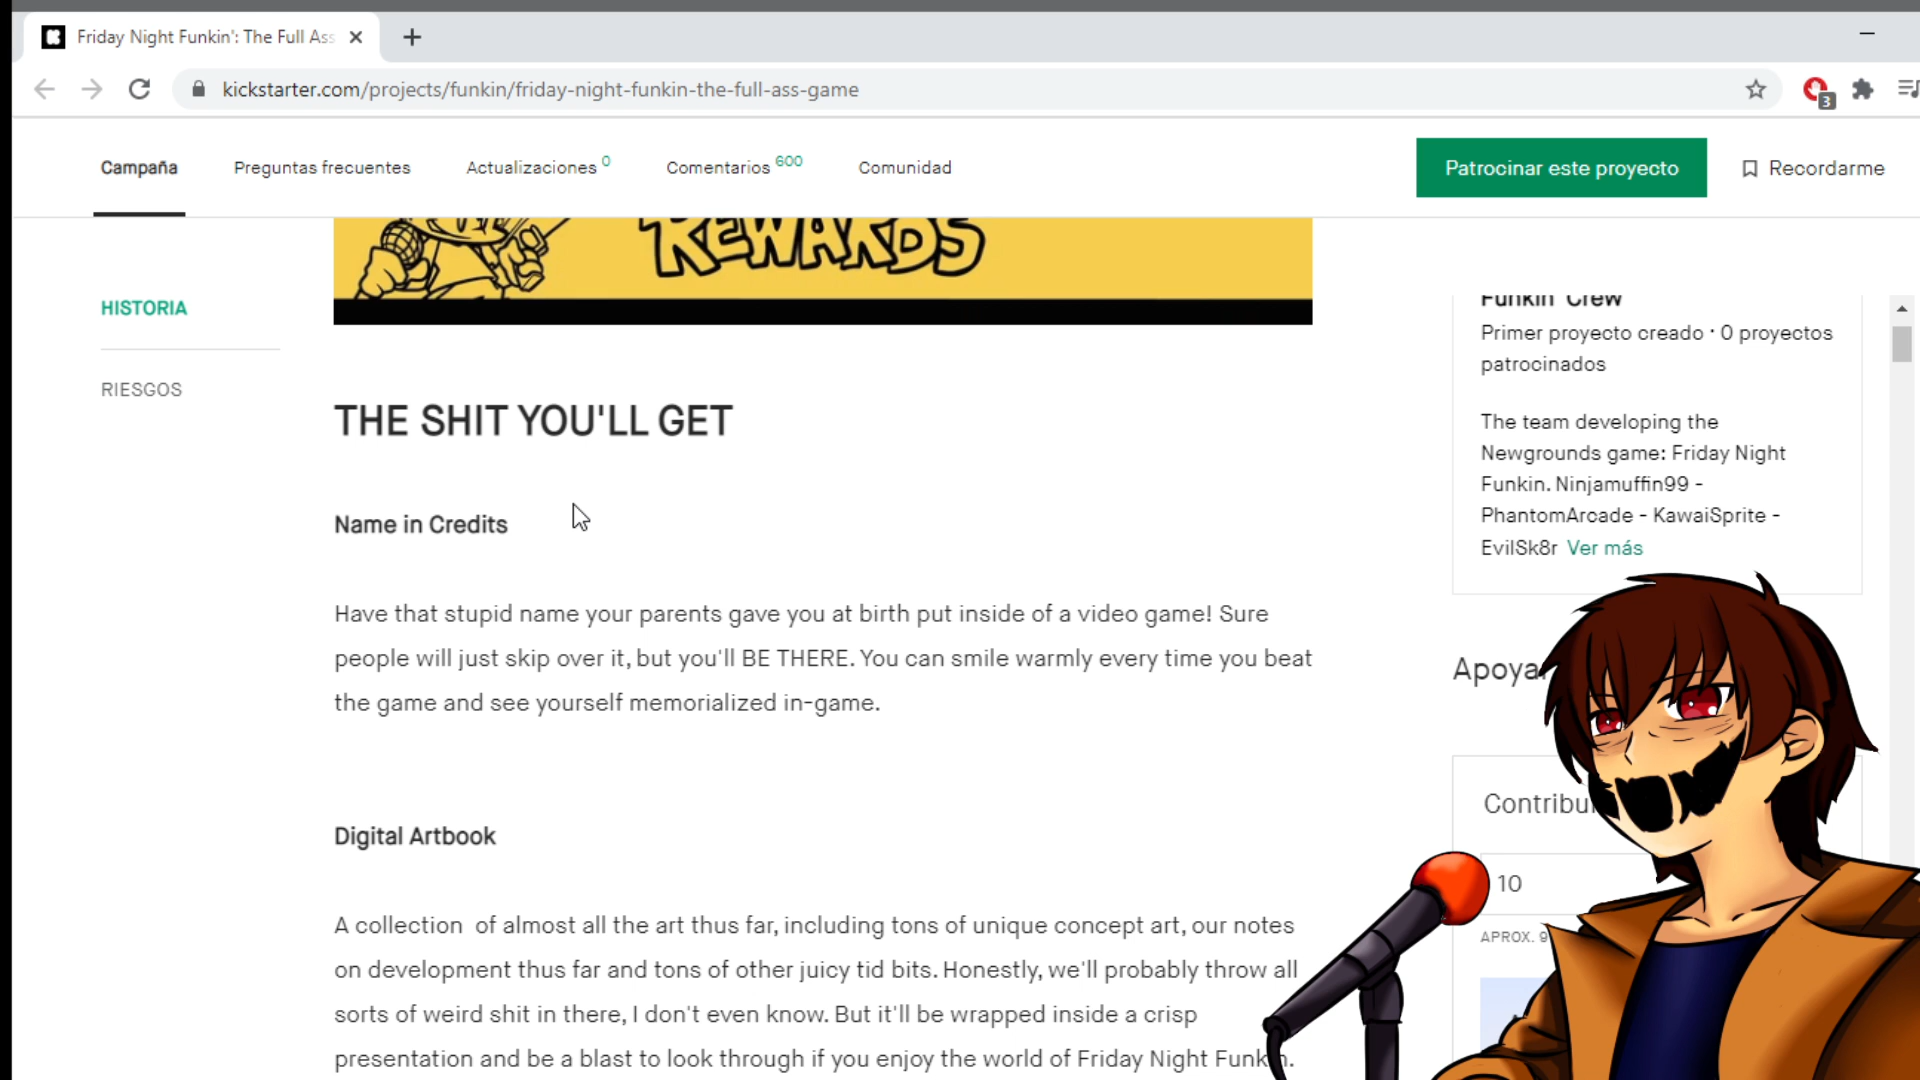 Friday Night Funkin': The Full Ass
kickstarter.com/projects/funkin/friday-night-funkin-the-full-ass-game
3
Campaña
Preguntas frecuentes
Actualizaciones 0
Comentarios 600
Comunidad
Patrocinar este proyecto
Recordarme
REWARDS
HISTORIA
RIESGOS
THE SHIT YOU'LL GET
Name in Credits
Have that stupid name your parents gave you at birth put inside of a video game! Sure
people will just skip over it, but you'll BE THERE. You can smile warmly every time you beat
the game and see yourself memorialized in-game.
Digital Artbook
A collection of almost all the art thus far, including tons of unique concept art, our notes
on development thus far and tons of other juicy tid bits. Honestly, we'll probably throw all
sorts of weird shit in there, I don't even know. But it'll be wrapped inside a crisp
presentation and be a blast to look through if you enjoy the world of Friday Night Funkin.
Funkin' Crew
Primer proyecto creado · 0 proyectos
patrocinados
The team developing the
Newgrounds game: Friday Night
Funkin. Ninjamuffin99 -
PhantomArcade - KawaiSprite -
EvilSk8r Ver más
10
APROX. 9